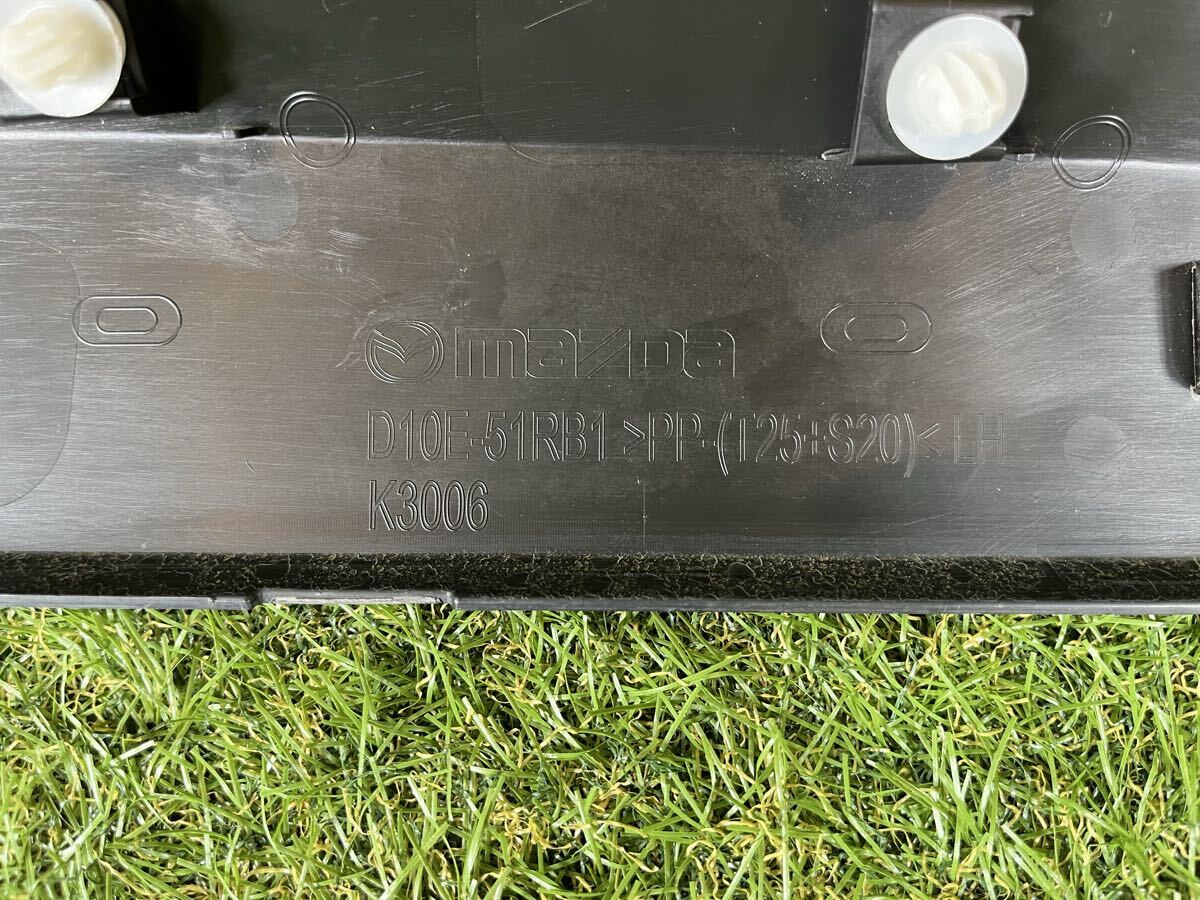 mazda
D10E-51RB1 >PP-(T25+S20)< LH
K3006